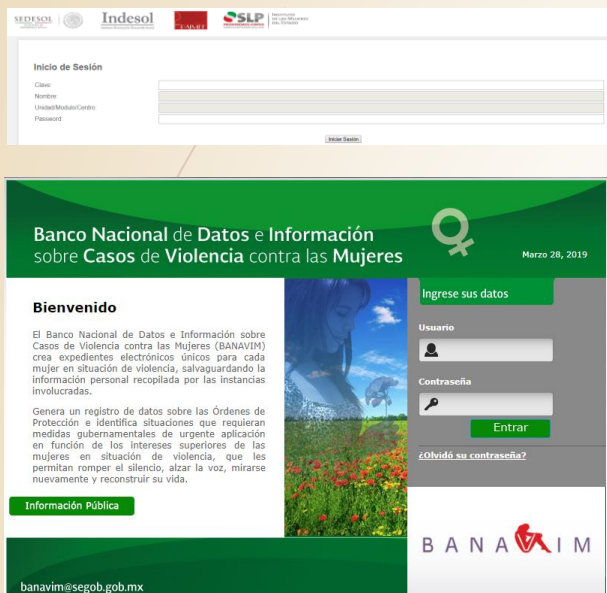 SEDESOL
Indesol
SLP
INSTITUTO
DE LAS MUJERES
DEL ESTADO
Inicio de Sesión
Clave:
Nombre:
Unidad/Modulo/Centro:
Password:
Iniciar Sesión
Banco Nacional de Datos e Información
sobre Casos de Violencia contra las Mujeres
Marzo 28, 2019
Bienvenido
El Banco Nacional de Datos e Información sobre
Casos de Violencia contra las Mujeres (BANAVIM)
crea expedientes electrónicos únicos para cada
mujer en situación de violencia, salvaguardando la
información personal recopilada por las instancias
involucradas.
Genera un registro de datos sobre las Órdenes de
Protección e identifica situaciones que requieran
medidas gubernamentales de urgente aplicación
en función de los intereses superiores de las
mujeres en situación de violencia, que les
permitan romper el silencio, alzar la voz, mirarse
nuevamente y reconstruir su vida.
Información Pública
Ingrese sus datos
Usuario
Contraseña
Entrar
¿Olvidó su contraseña?
BANAVIM
banavim@segob.gob.mx